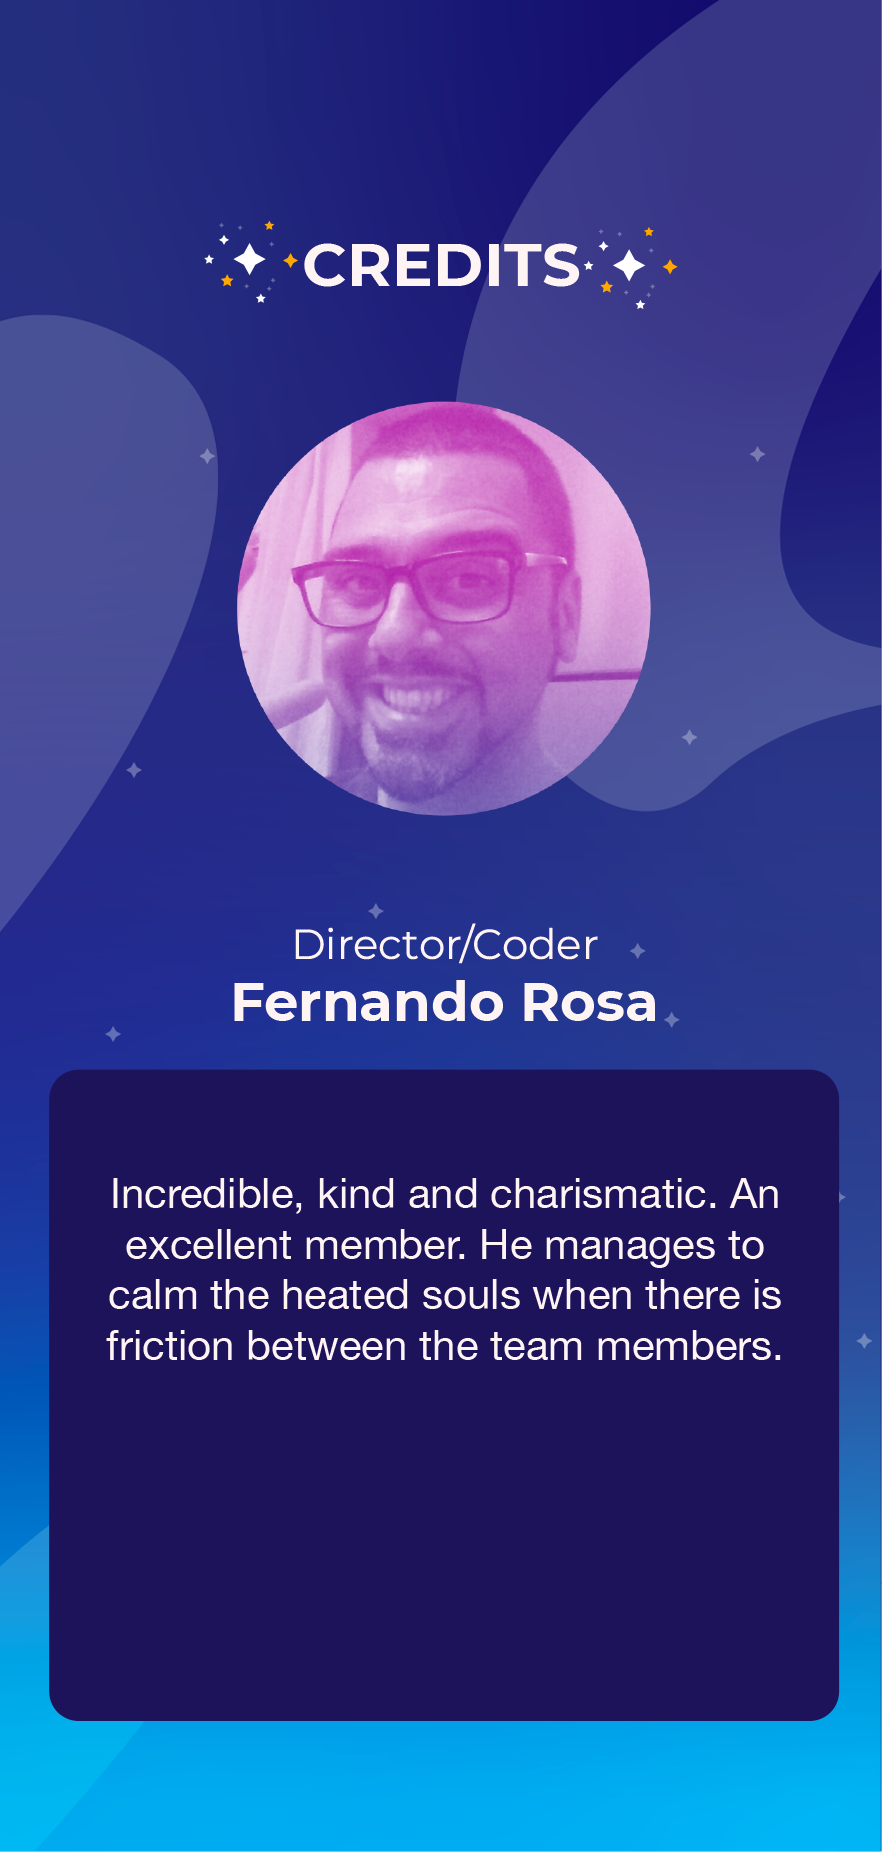 CREDITS
Director/Coder
Fernando Rosa
Incredible, kind and charismatic. An
excellent member. He manages to
calm the heated souls when there is
friction between the team members.